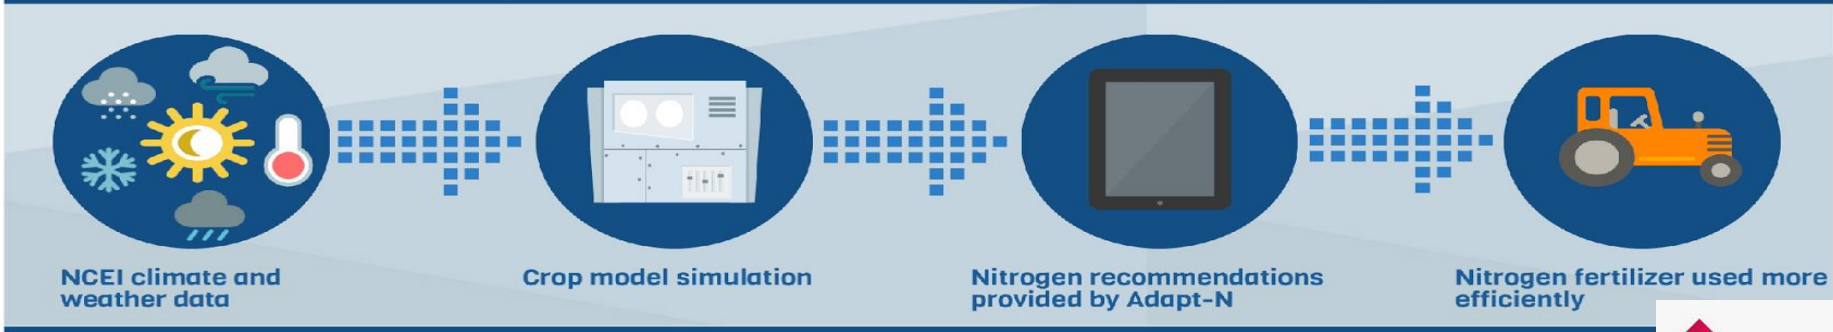 NCEI climate and
weather data
Crop model simulation
Nitrogen recommendations
provided by Adapt-N
Nitrogen fertilizer used more
efficiently